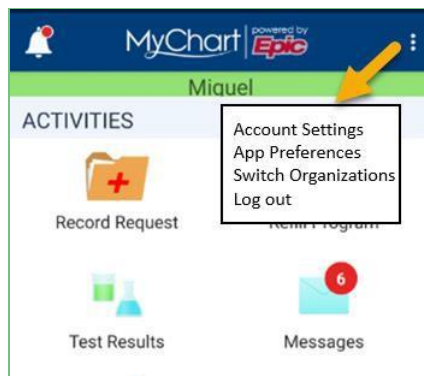 MyChart powered by Epic
Miguel
ACTIVITIES
Account Settings
App Preferences
Switch Organizations
Log out
Record Request
Program
6
Test Results
Messages